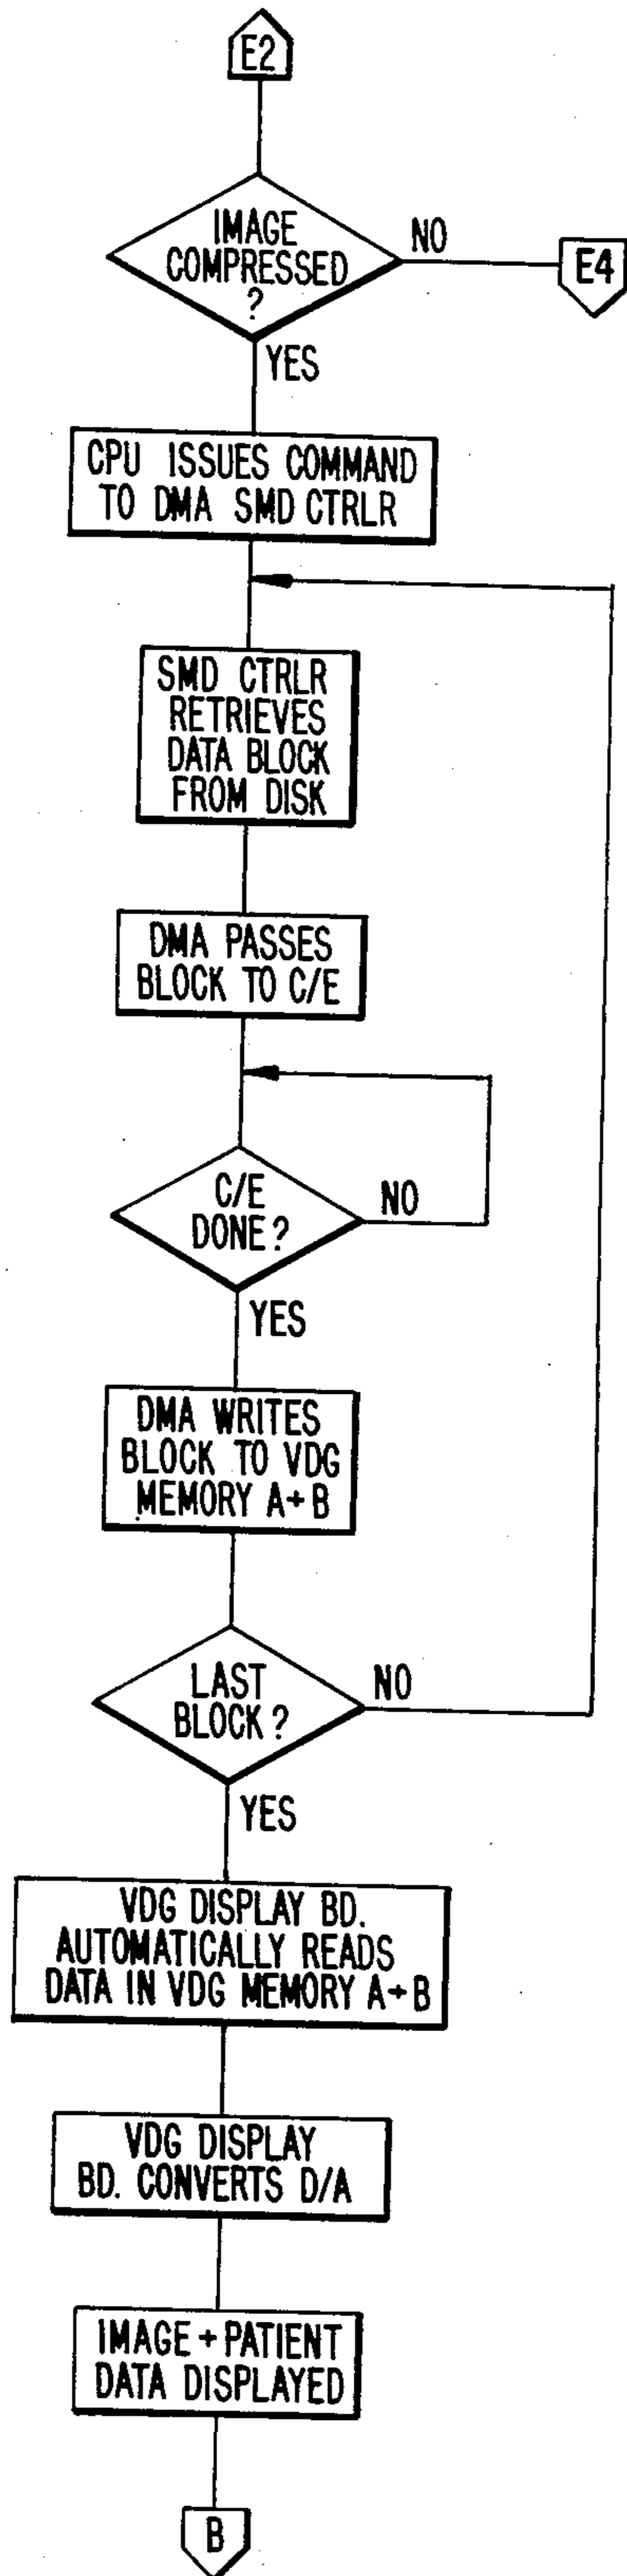 E2
IMAGE
COMPRESSED
?
NO
E4
YES
CPU ISSUES COMMAND
TO DMA SMD CTRLR
SMD CTRLR
RETRIEVES
DATA BLOCK
FROM DISK
DMA PASSES
BLOCK TO C/E
C/E
DONE?
NO
YES
DMA WRITES
BLOCK TO VDG
MEMORY A+B
LAST
BLOCK?
NO
YES
VDG DISPLAY BD.
AUTOMATICALLY READS
DATA IN VDG MEMORY A+B
VDG DISPLAY
BD. CONVERTS D/A
IMAGE + PATIENT
DATA DISPLAYED
B